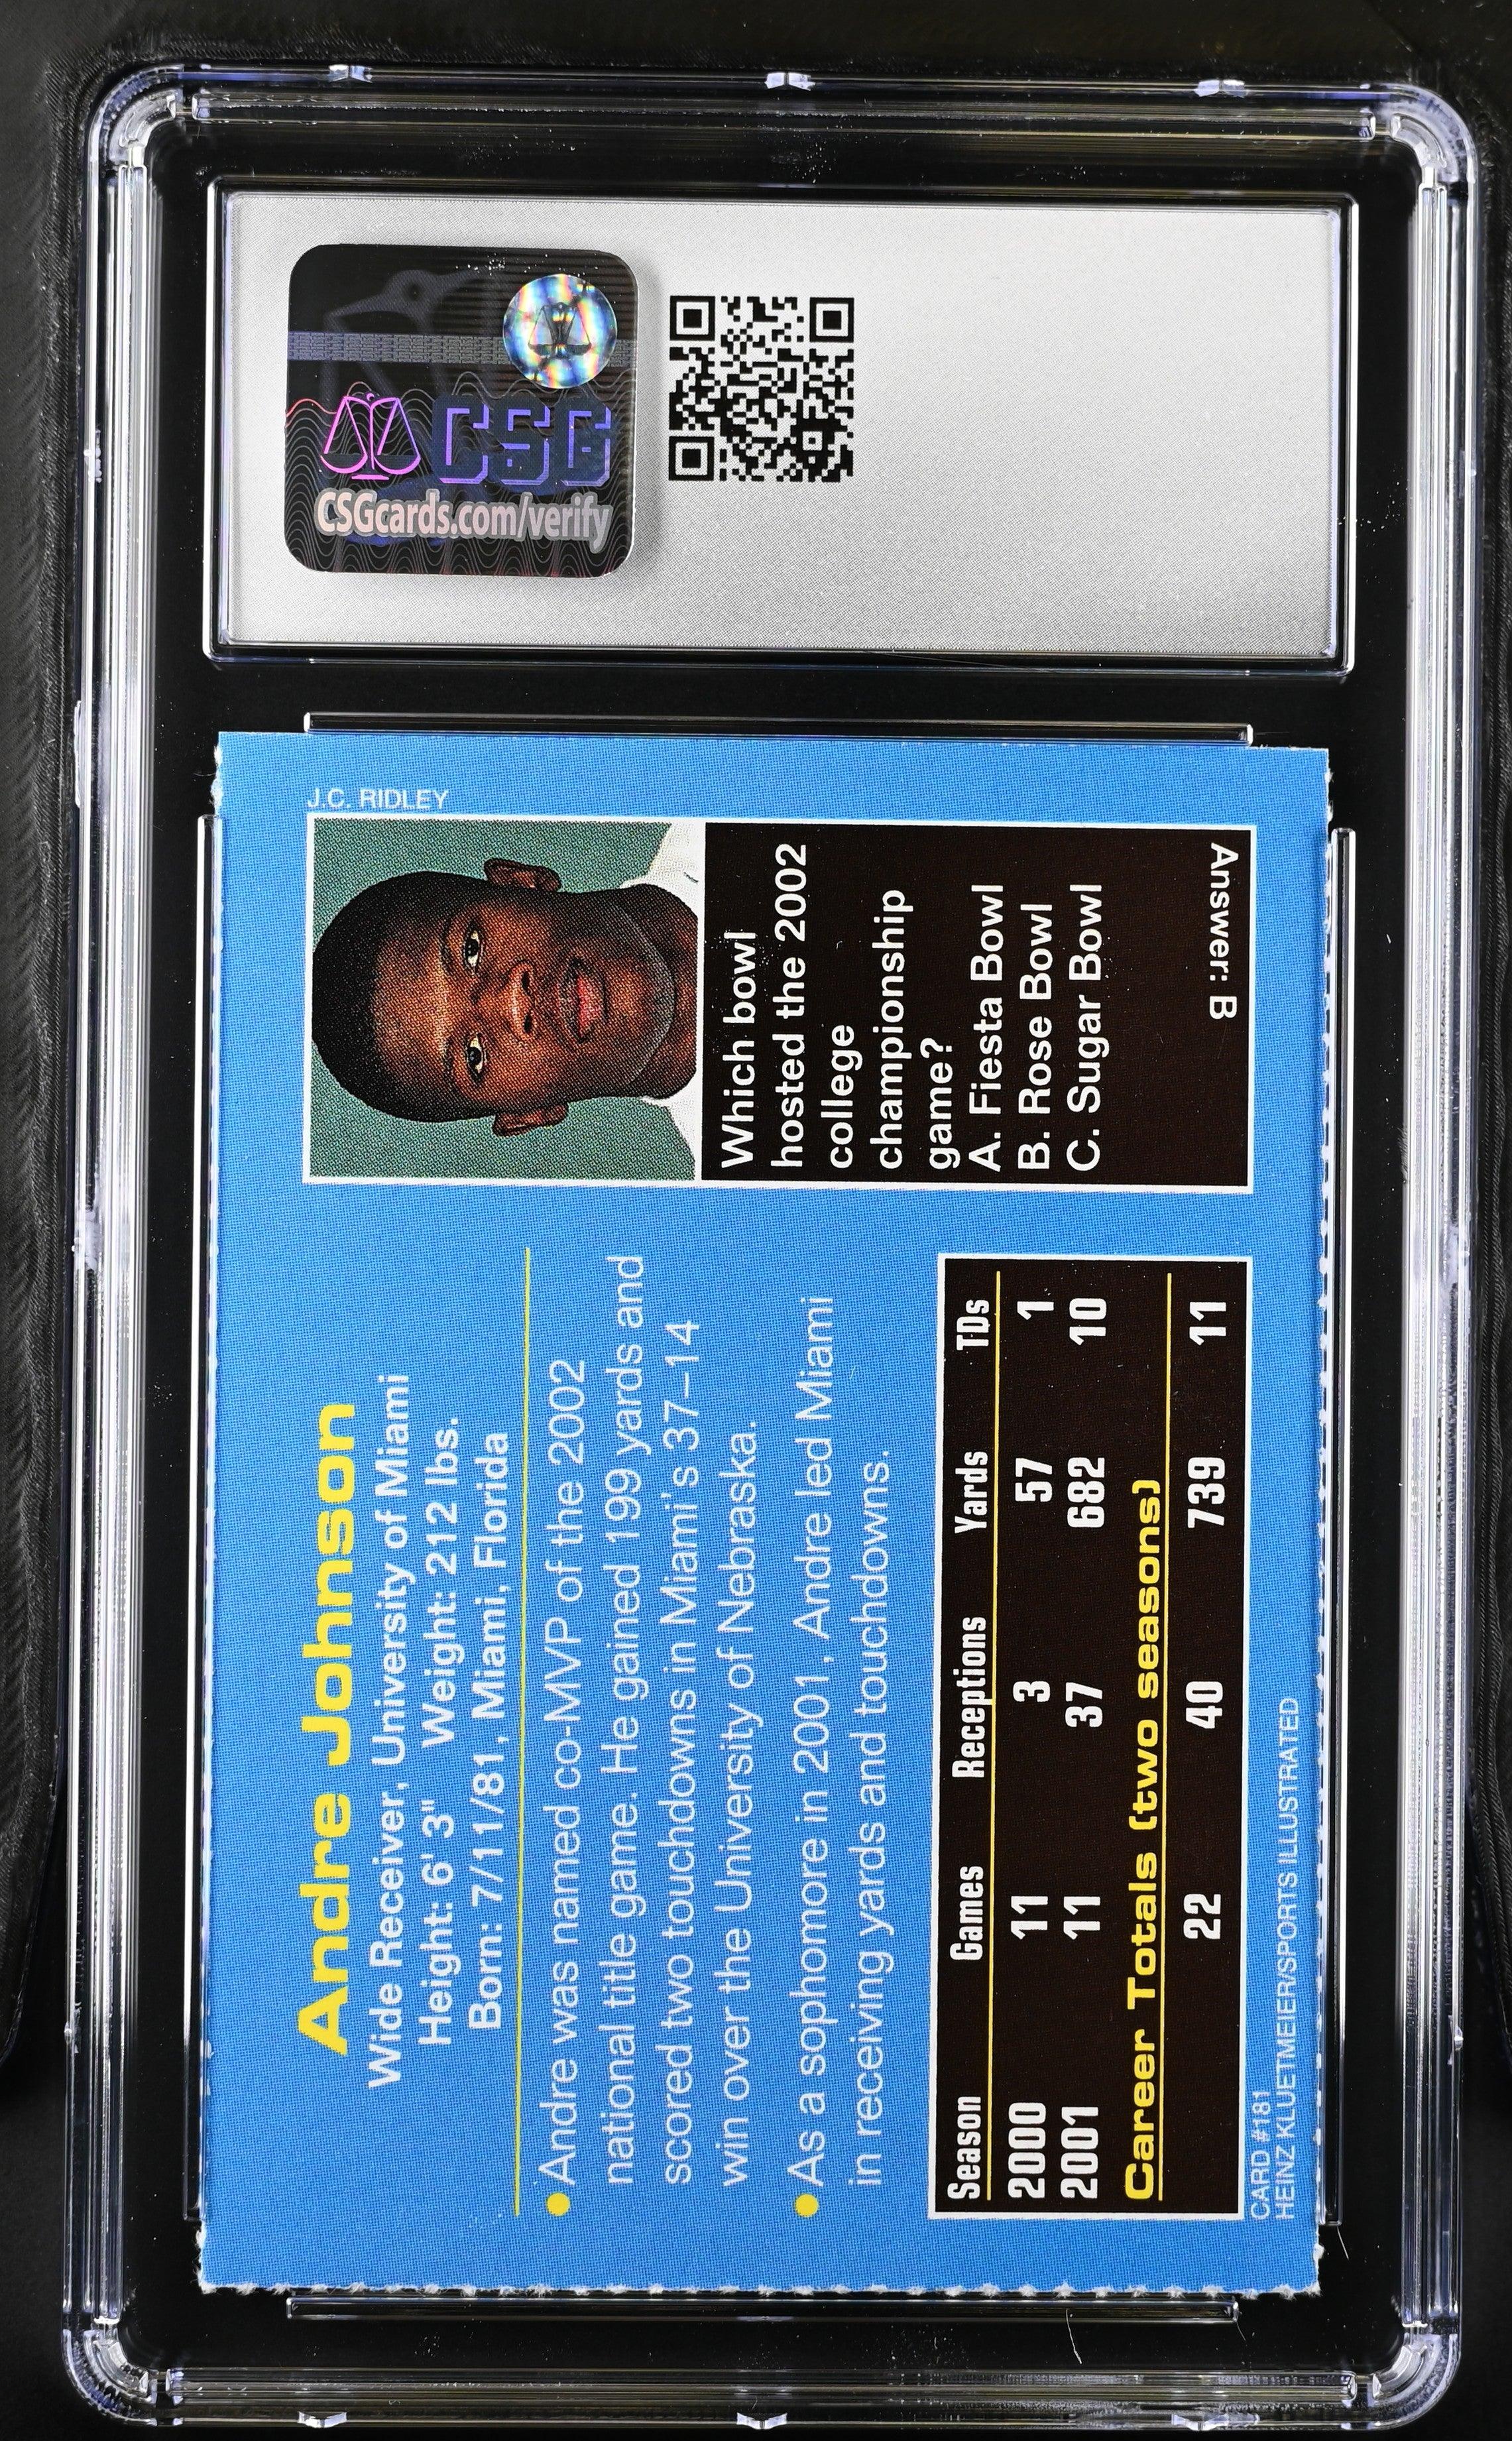 CSG
CSGcards.com/verify
Andre Johnson
Wide Receiver, University of Miami
Height: 6' 3" Weight: 212 lbs.
Born: 7/11/81, Miami, Florida
• Andre was named co-MVP of the 2002
national title game. He gained 199 yards and
scored two touchdowns in Miami's 37–14
win over the University of Nebraska.
• As a sophomore in 2001, Andre led Miami
in receiving yards and touchdowns.
Season Games Receptions Yards TDs
2000 11 3 57 1
2001 11 37 682 10
Career Totals (two seasons)
22 40 739 11
CARD #181
HEINZ KLUETMEIER/SPORTS ILLUSTRATED
J.C. RIDLEY
Which bowl
hosted the 2002
college
championship
game?
A. Fiesta Bowl
B. Rose Bowl
C. Sugar Bowl
Answer: B